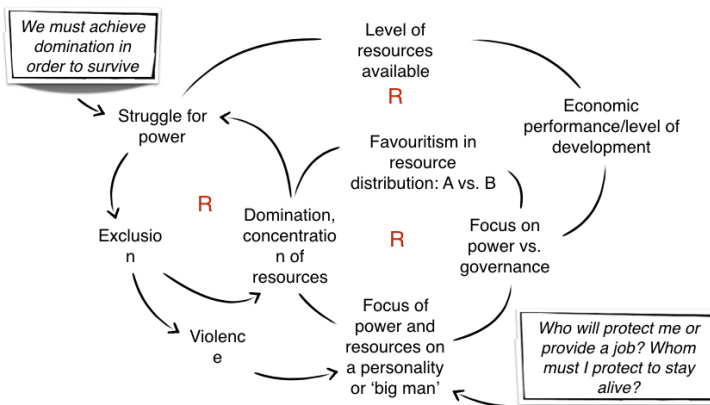 We must achieve
domination in
order to survive
Level of
resources
available
R
Struggle for
power
Economic
performance/level of
development
Favouritism in
resource
distribution: A vs. B
R
Domination,
concentratio
n of
resources
R
Focus on
power vs.
governance
Exclusio
n
Focus of
power and
resources on
a personality
or ‘big man’
Violenc
e
Who will protect me or
provide a job? Whom
must I protect to stay
alive?